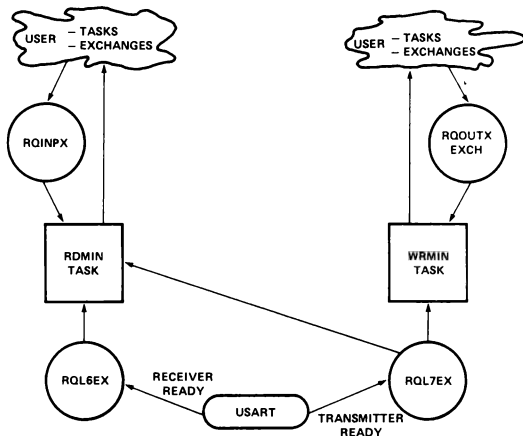 USER – TASKS
– EXCHANGES
USER – TASKS
– EXCHANGES
RQINPX
RQOUTX
EXCH
RDMIN
TASK
WRMIN
TASK
RQL6EX
RECEIVER
READY
USART
TRANSMITTER
READY
RQL7EX